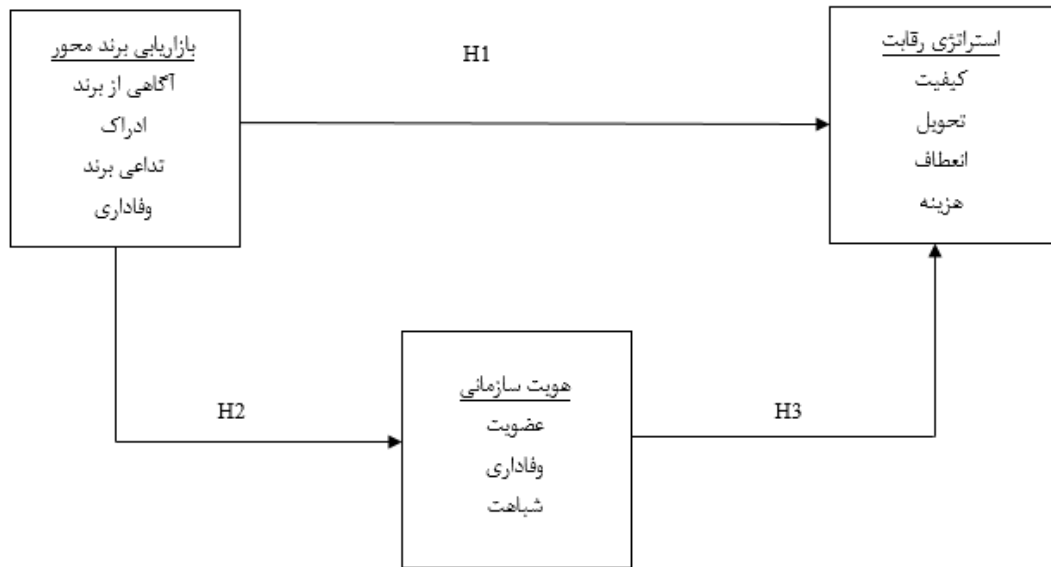 بازاریابی برند محور
آگاهی از برند
ادراک
تداعی برند
وفاداری
H1
استراتژی رقابت
کیفیت
تحویل
انعطاف
هزینه
H2
هویت سازمانی
عضویت
وفاداری
شباهت
H3